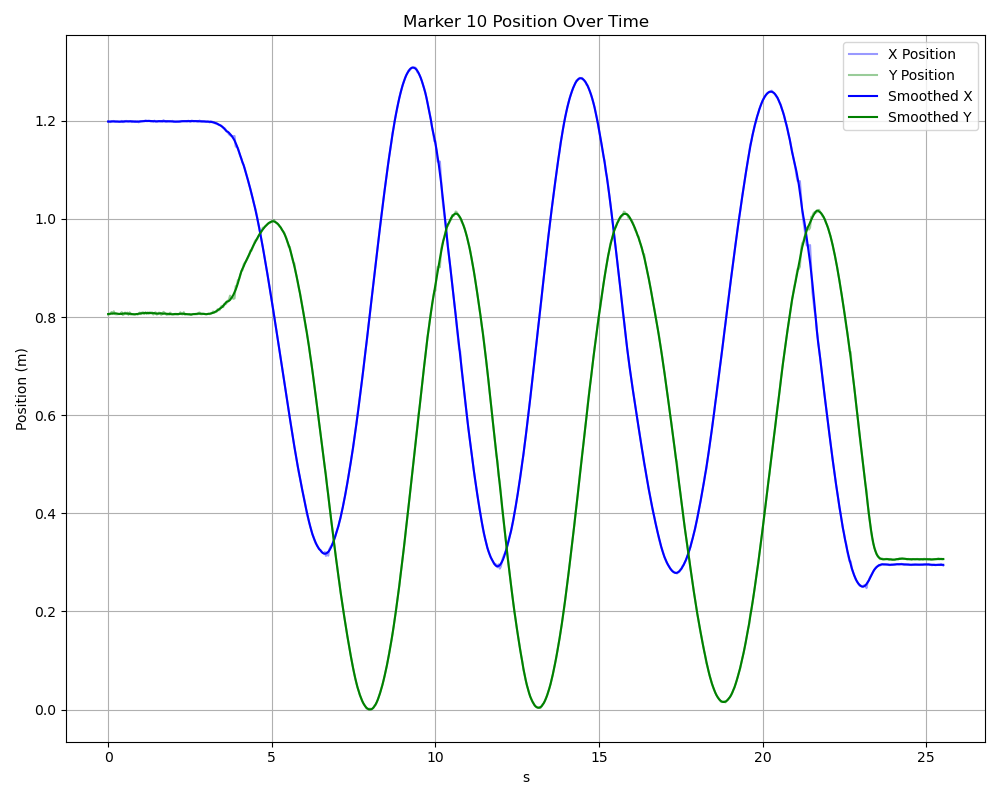 Marker 10 Position Over Time
X Position
Y Position
Smoothed X
Smoothed Y
Position (m)
1.2
1.0
0.8
0.6
0.4
0.2
0.0
0
5
10
15
20
25
s